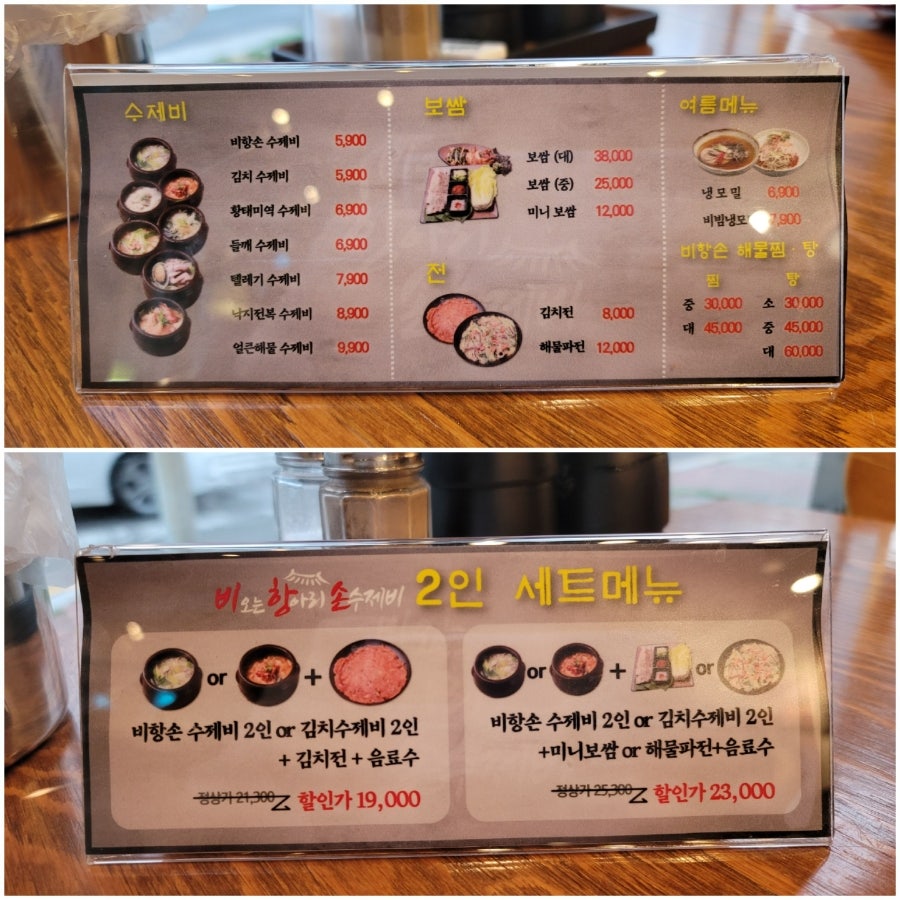 수제비
비항손 수제비 5,900
김치 수제비 5,900
황태미역 수제비 6,900
들깨 수제비 6,900
텔레기 수제비 7,900
낙지전복 수제비 8,900
얼큰해물 수제비 9,900
보쌈
보쌈 (대) 38,000
보쌈 (중) 25,000
미니 보쌈 12,000
전
김치전 8,000
해물파전 12,000
여름메뉴
냉모밀 6,900
비빔냉모 7,900
비항손 해물찜·탕
찜 탕
중 30,000 소 30,000
대 45,000 중 45,000
대 60,000
비오는 항아리 손수제비 2인 세트메뉴
or +
비항손 수제비 2인 or 김치수제비 2인
+ 김치전 + 음료수
정상가 21,300 할인가 19,000
or + or
비항손 수제비 2인 or 김치수제비 2인
+미니보쌈 or 해물파전+음료수
정상가 25,300 할인가 23,000